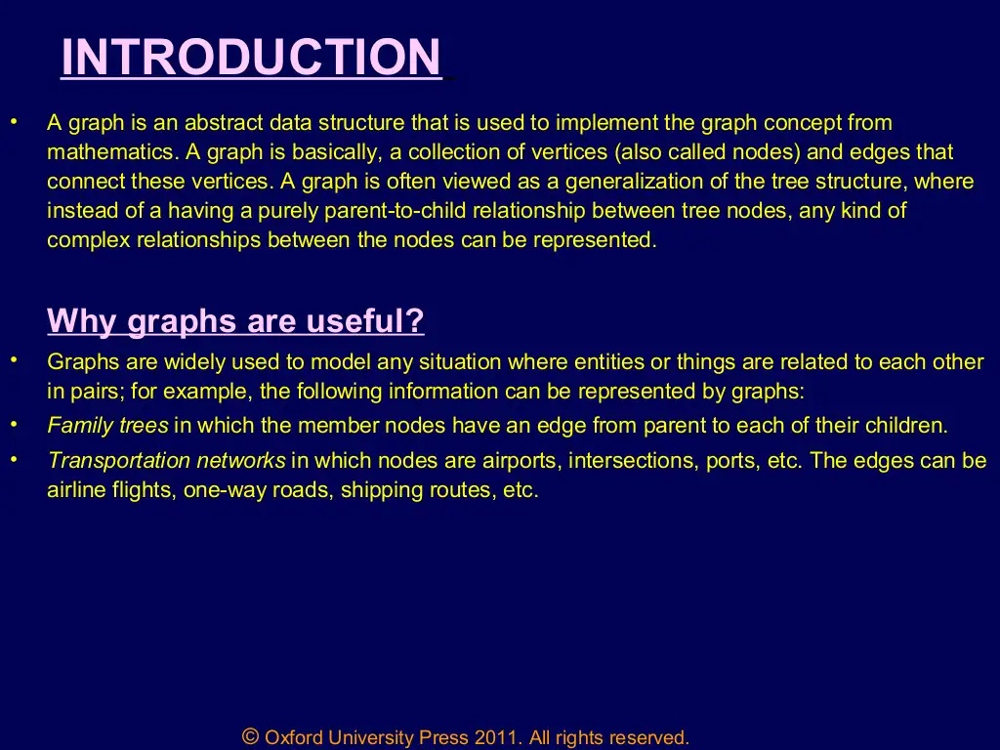 INTRODUCTION
• A graph is an abstract data structure that is used to implement the graph concept from
mathematics. A graph is basically, a collection of vertices (also called nodes) and edges that
connect these vertices. A graph is often viewed as a generalization of the tree structure, where
instead of a having a purely parent-to-child relationship between tree nodes, any kind of
complex relationships between the nodes can be represented.
Why graphs are useful?
• Graphs are widely used to model any situation where entities or things are related to each other
in pairs; for example, the following information can be represented by graphs:
• Family trees in which the member nodes have an edge from parent to each of their children.
• Transportation networks in which nodes are airports, intersections, ports, etc. The edges can be
airline flights, one-way roads, shipping routes, etc.
© Oxford University Press 2011. All rights reserved.